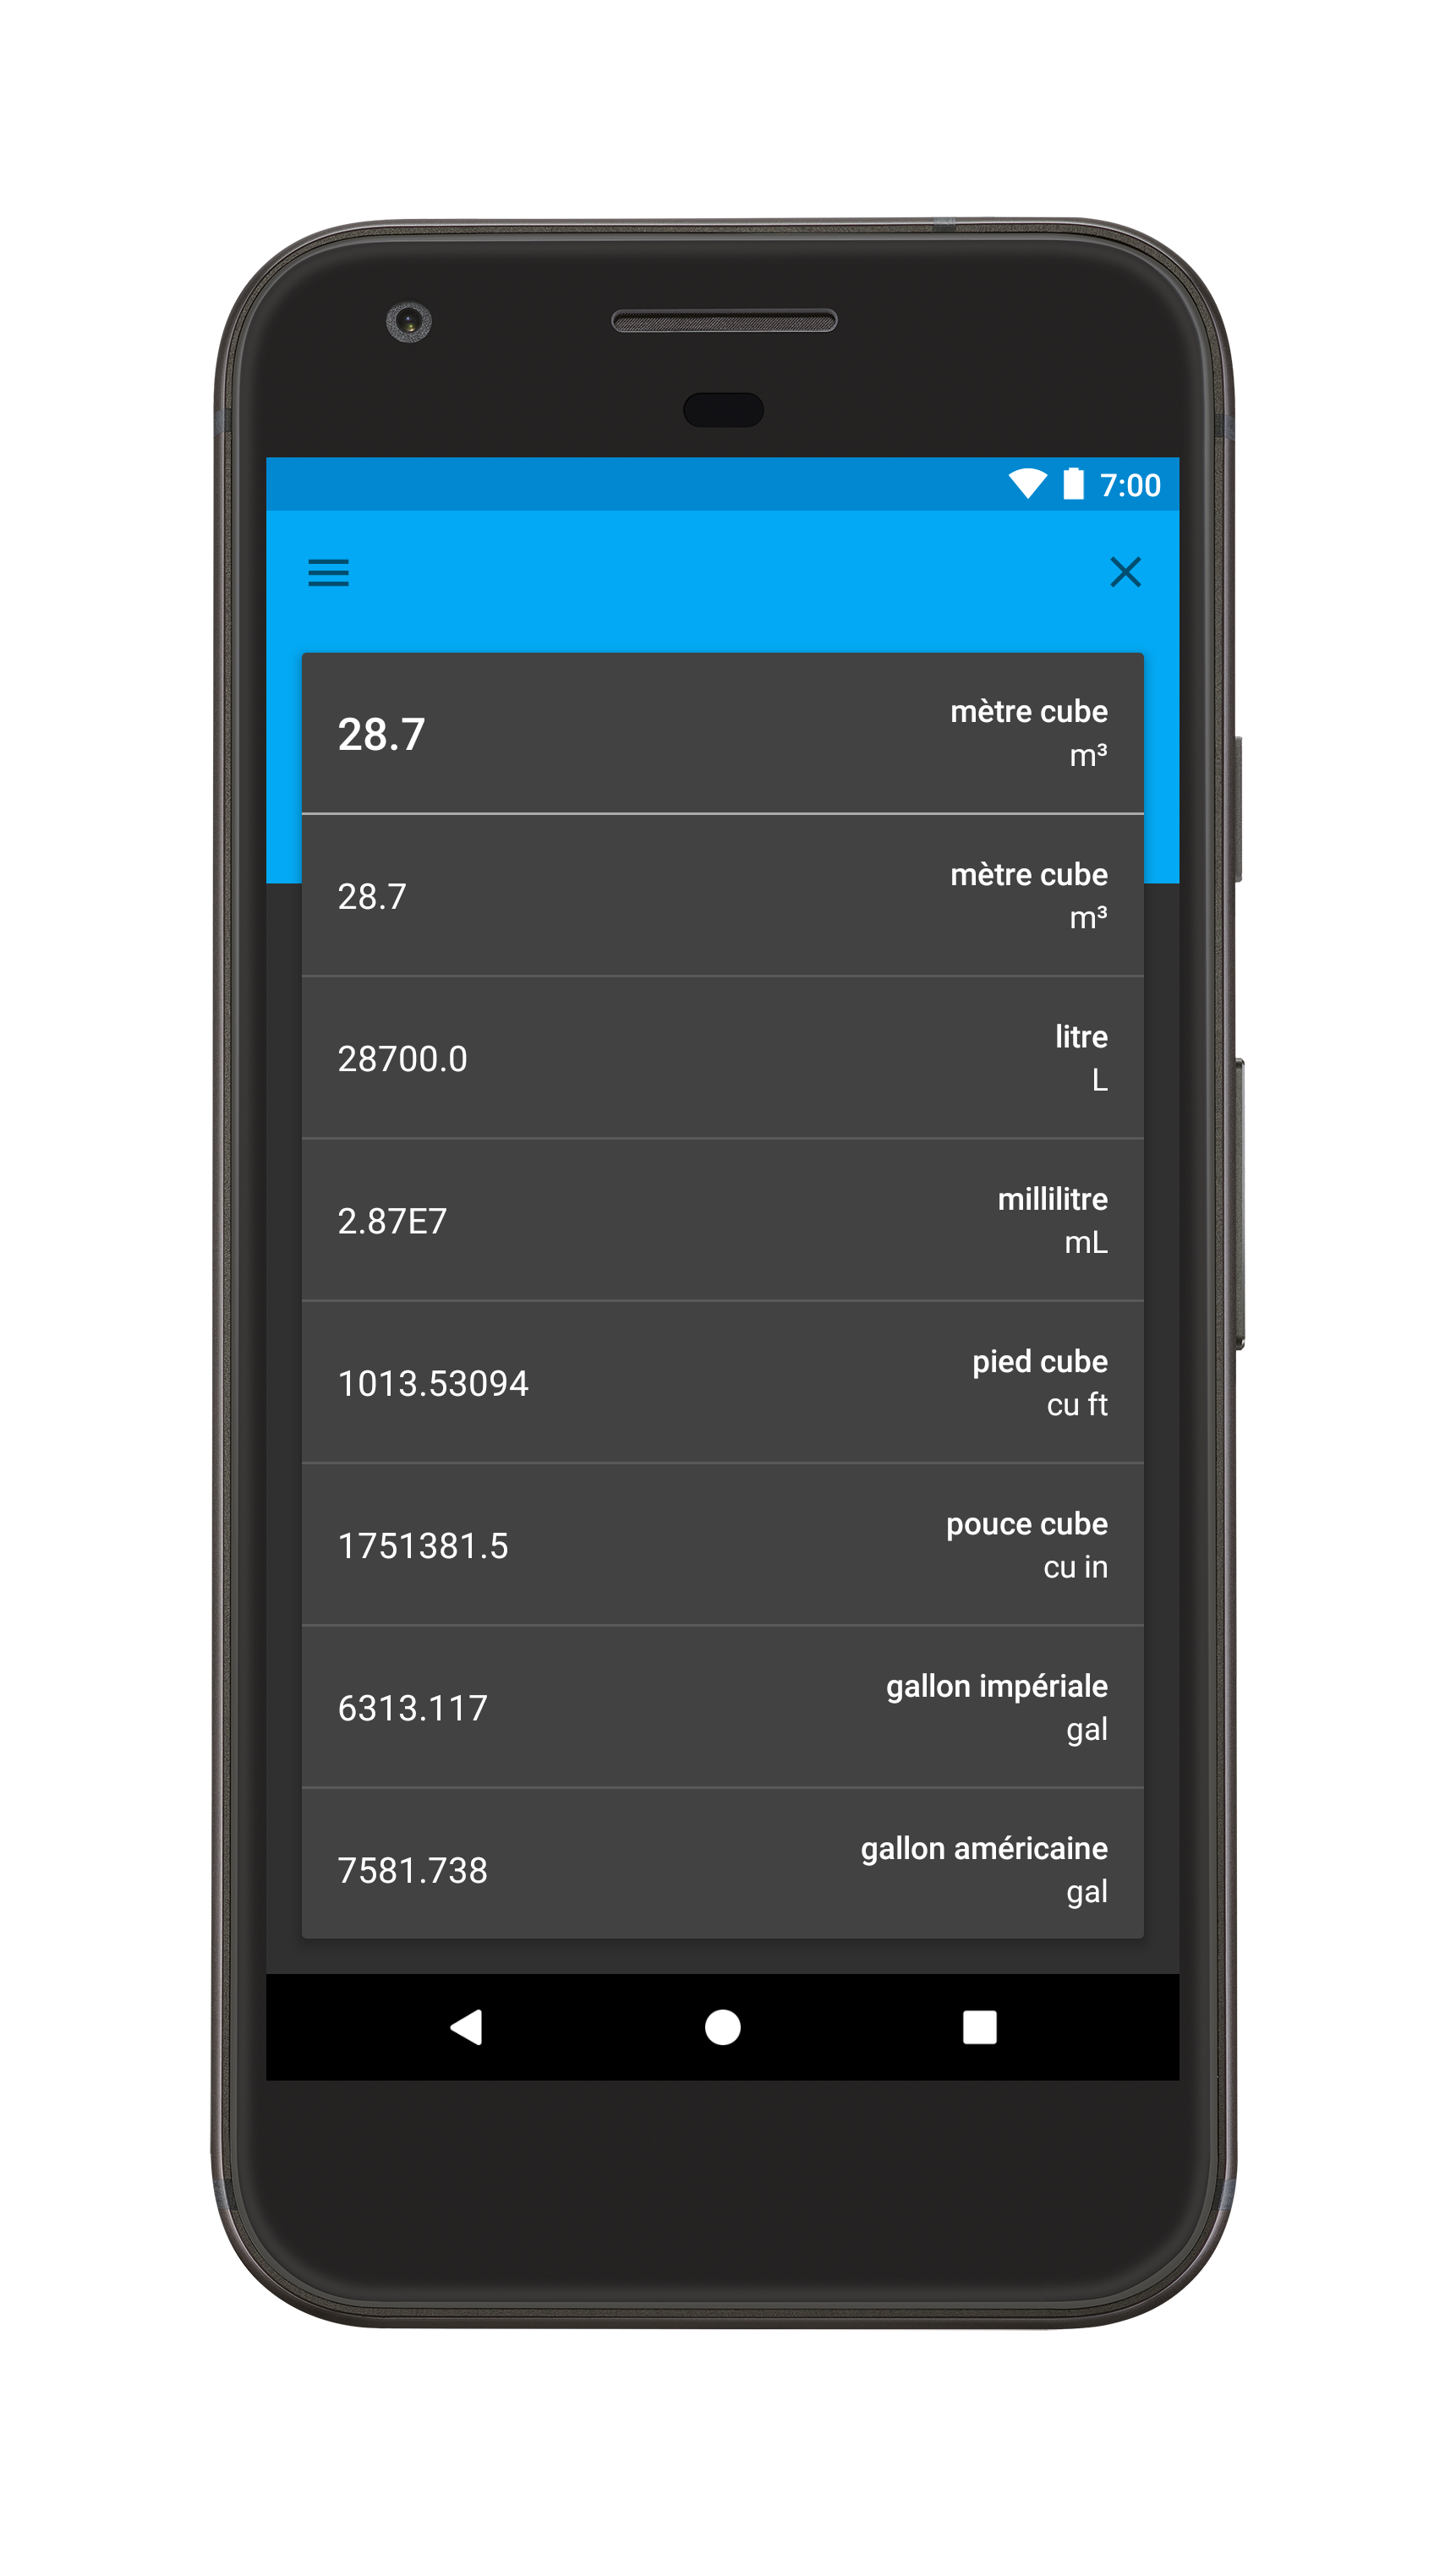 7:00
28.7
mètre cube
m³
28.7
mètre cube
m³
28700.0
litre
L
2.87E7
millilitre
mL
1013.53094
pied cube
cu ft
1751381.5
pouce cube
cu in
6313.117
gallon impériale
gal
7581.738
gallon américaine
gal